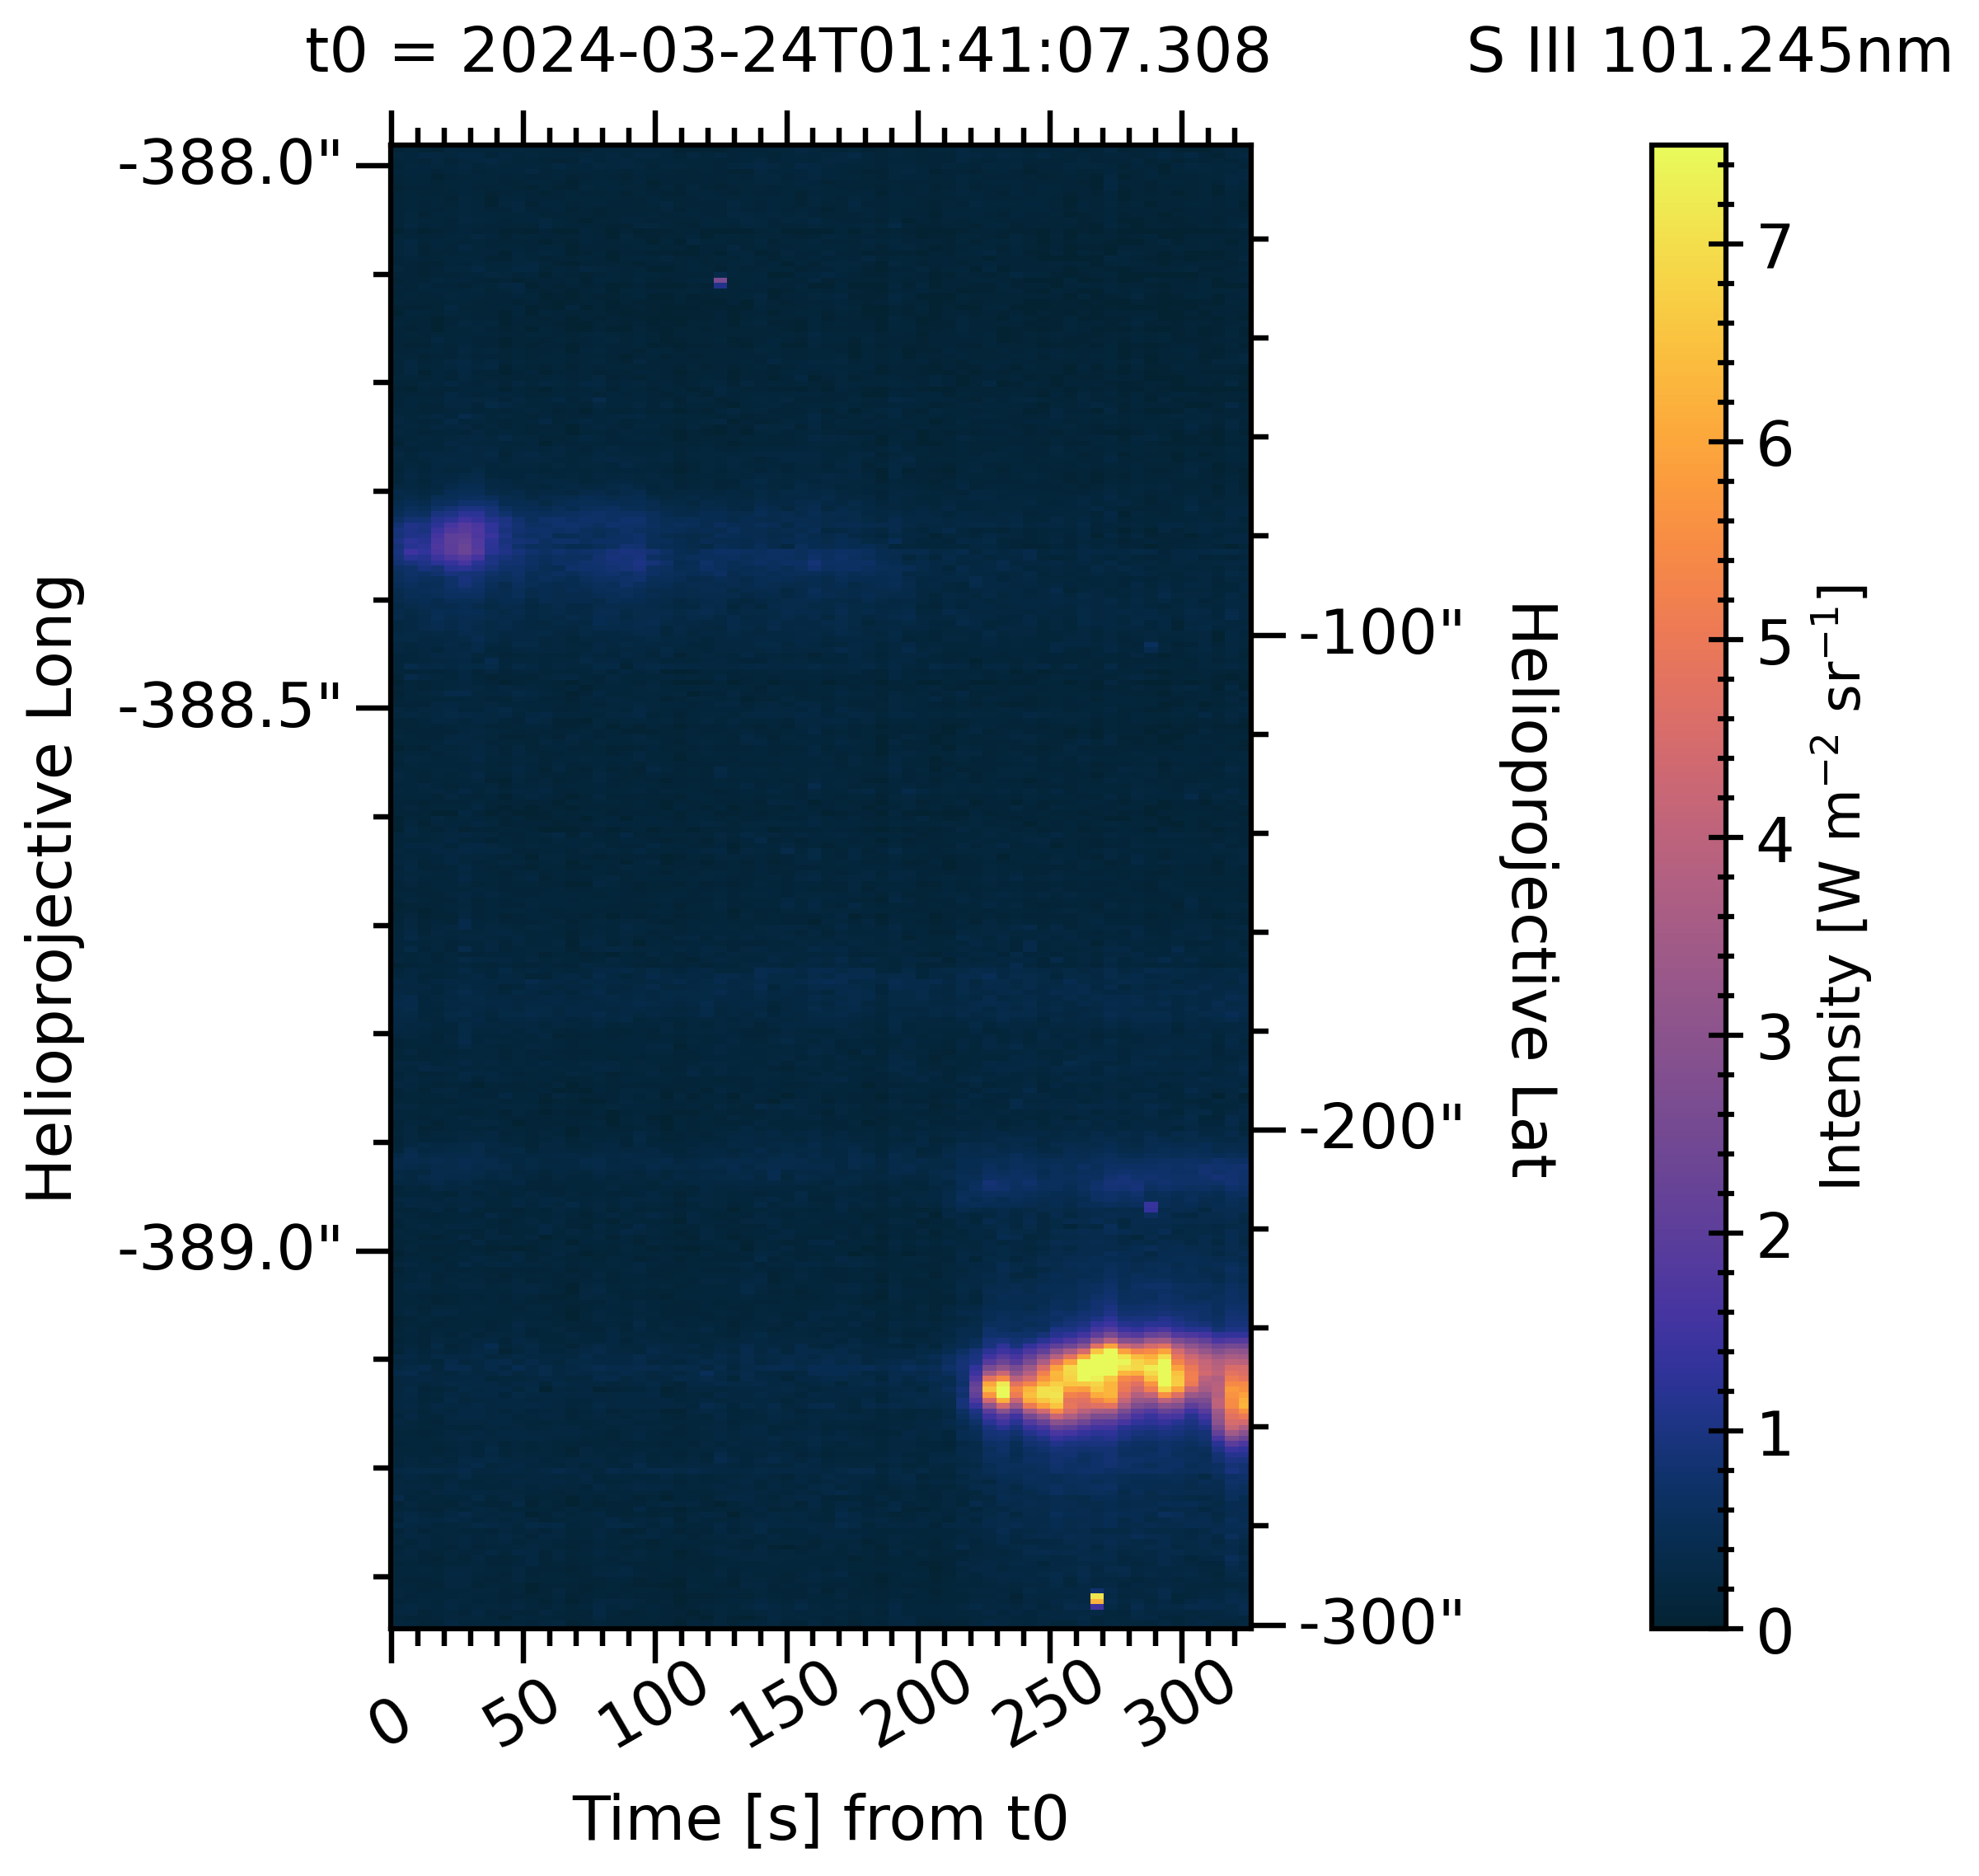 t0 = 2024-03-24T01:41:07.308
S III 101.245nm
Helioprojective Long
-388.0"
-388.5"
-389.0"
-100"
-200"
-300"
Helioprojective Lat
7
6
5
4
3
2
1
0
Intensity [W m⁻² sr⁻¹]
0 50 100 150 200 250 300
Time [s] from t0